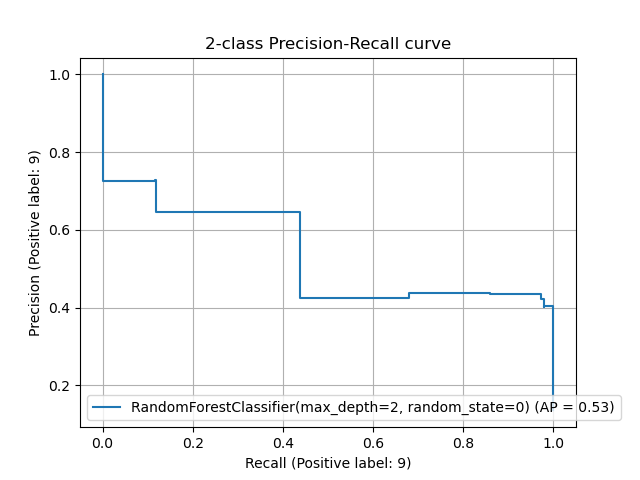 2-class Precision-Recall curve
1.0
0.8
0.6
0.4
0.2
Precision (Positive label: 9)
RandomForestClassifier(max_depth=2, random_state=0) (AP = 0.53)
0.0 0.2 0.4 0.6 0.8 1.0
Recall (Positive label: 9)